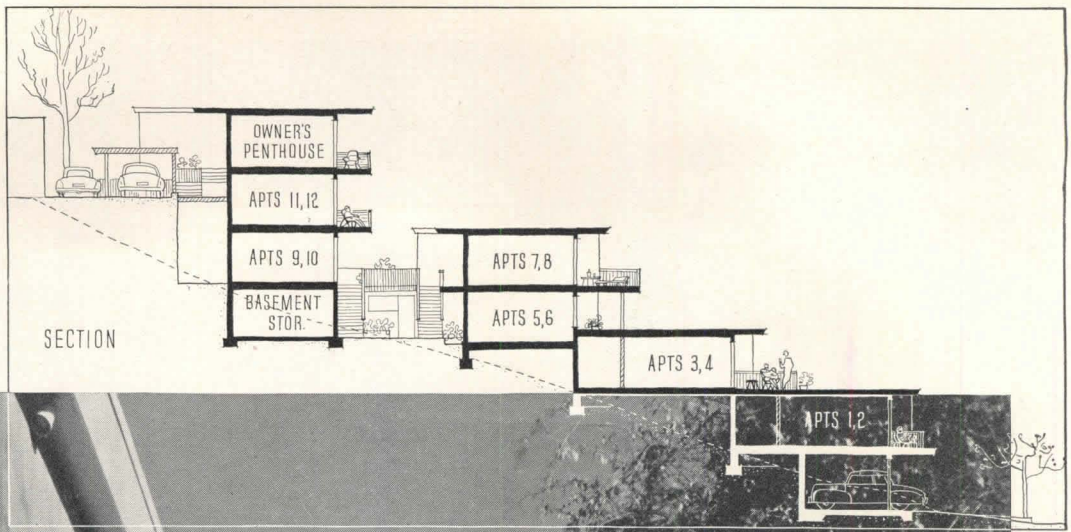 OWNER'S
PENTHOUSE
APTS 11,12
APTS 9,10
BASEMENT
STOR.
SECTION
APTS 7,8
APTS 5,6
APTS 3,4
APTS 1,2